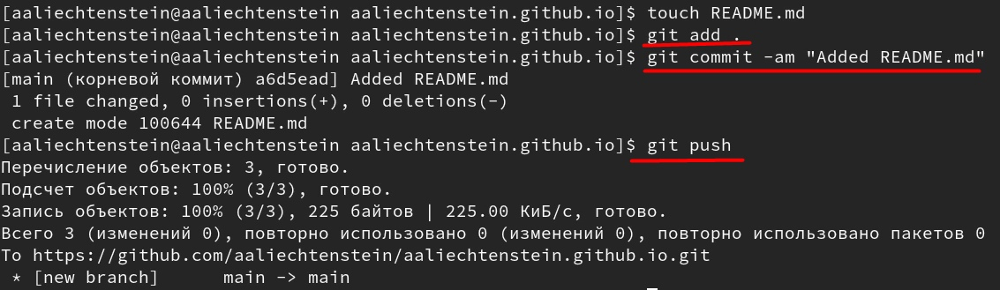 [aaliechtenstein@aaliechtenstein aaliechtenstein.github.io]$ touch README.md
[aaliechtenstein@aaliechtenstein aaliechtenstein.github.io]$ git add .
[aaliechtenstein@aaliechtenstein aaliechtenstein.github.io]$ git commit -am "Added README.md"
[main (корневой коммит) a6d5ead] Added README.md
 1 file changed, 0 insertions(+), 0 deletions(-)
 create mode 100644 README.md
[aaliechtenstein@aaliechtenstein aaliechtenstein.github.io]$ git push
Перечисление объектов: 3, готово.
Подсчет объектов: 100% (3/3), готово.
Запись объектов: 100% (3/3), 225 байтов | 225.00 КиБ/с, готово.
Всего 3 (изменений 0), повторно использовано 0 (изменений 0), повторно использовано пакетов 0
To https://github.com/aaliechtenstein/aaliechtenstein.github.io.git
 * [new branch]      main -> main